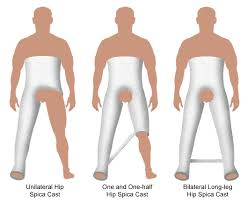 Unilateral Hip
Spica Cast
One and One-half
Hip Spica Cast
Bilateral Long-leg
Hip Spica Cast